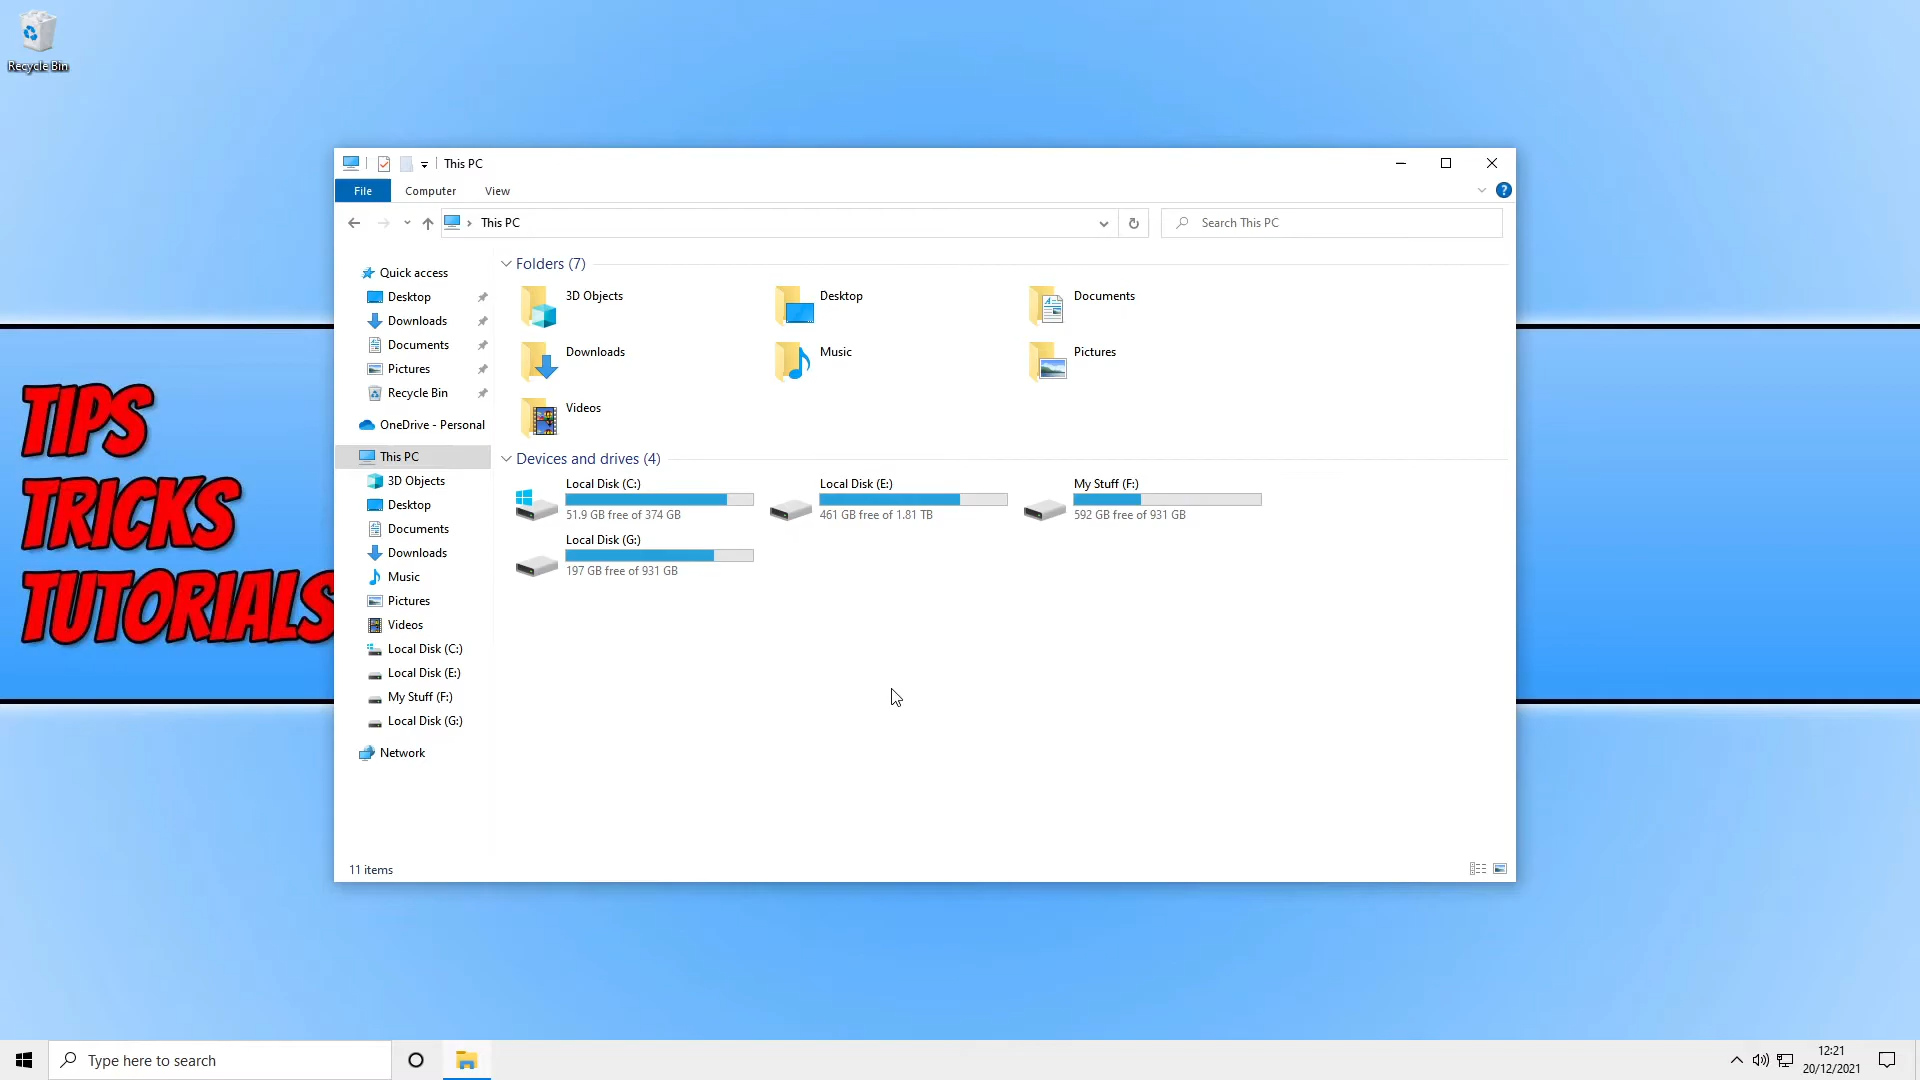 Recycle Bin
This PC
File Computer View
This PC
Search This PC
Quick access
Desktop
Downloads
Documents
Pictures
Recycle Bin
OneDrive - Personal
This PC
3D Objects
Desktop
Documents
Downloads
Music
Pictures
Videos
Local Disk (C:)
Local Disk (E:)
My Stuff (F:)
Local Disk (G:)
Network
Folders (7)
3D Objects
Desktop
Documents
Downloads
Music
Pictures
Videos
Devices and drives (4)
Local Disk (C:)
51.9 GB free of 374 GB
Local Disk (E:)
461 GB free of 1.81 TB
My Stuff (F:)
592 GB free of 931 GB
Local Disk (G:)
197 GB free of 931 GB
11 items
TIPS
TRICKS
TUTORIALS
Type here to search
12:21
20/12/2021